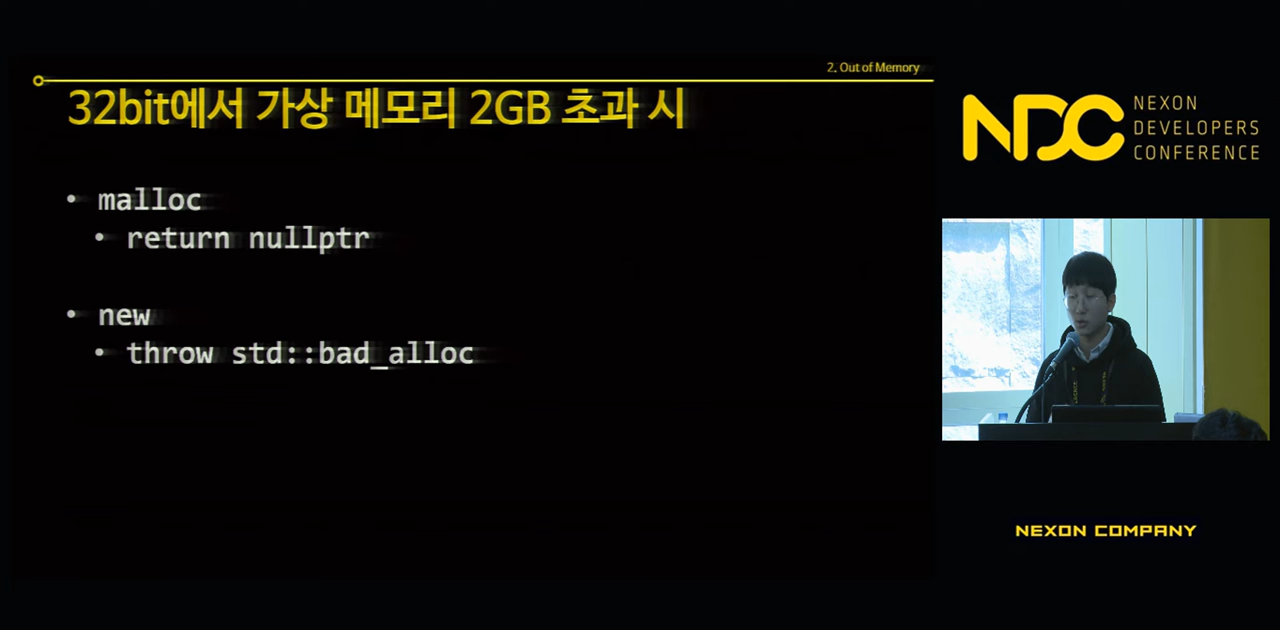 2. Out of Memory
32bit에서 가상 메모리 2GB 초과 시
• malloc
• return nullptr
• new
• throw std::bad_alloc
NDC
NEXON
DEVELOPERS
CONFERENCE
NEXON COMPANY